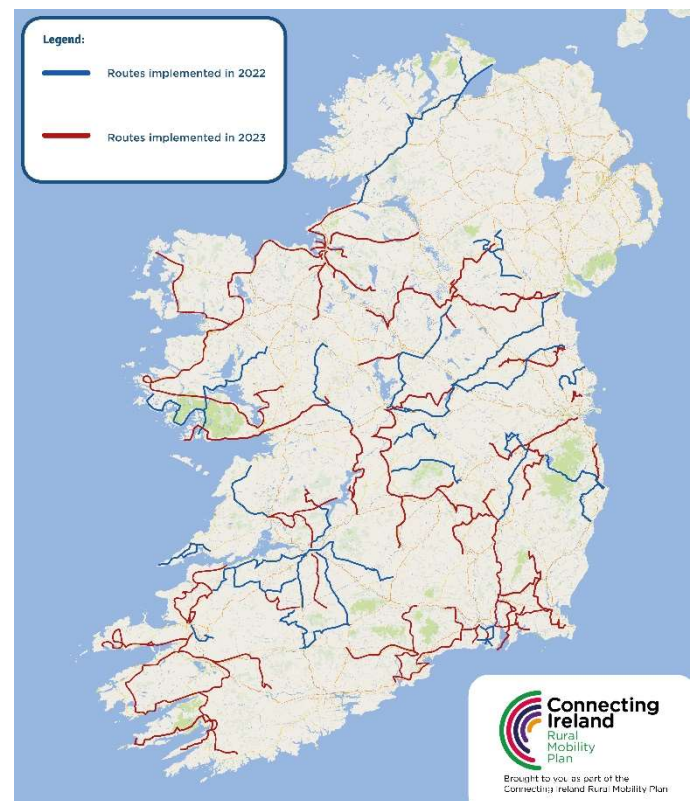 Legend:
Routes implemented in 2022
Routes implemented in 2023
Connecting
Ireland
Rural
Mobility
Plan
Brought to you as part of the
Connecting Ireland Rural Mobility Plan